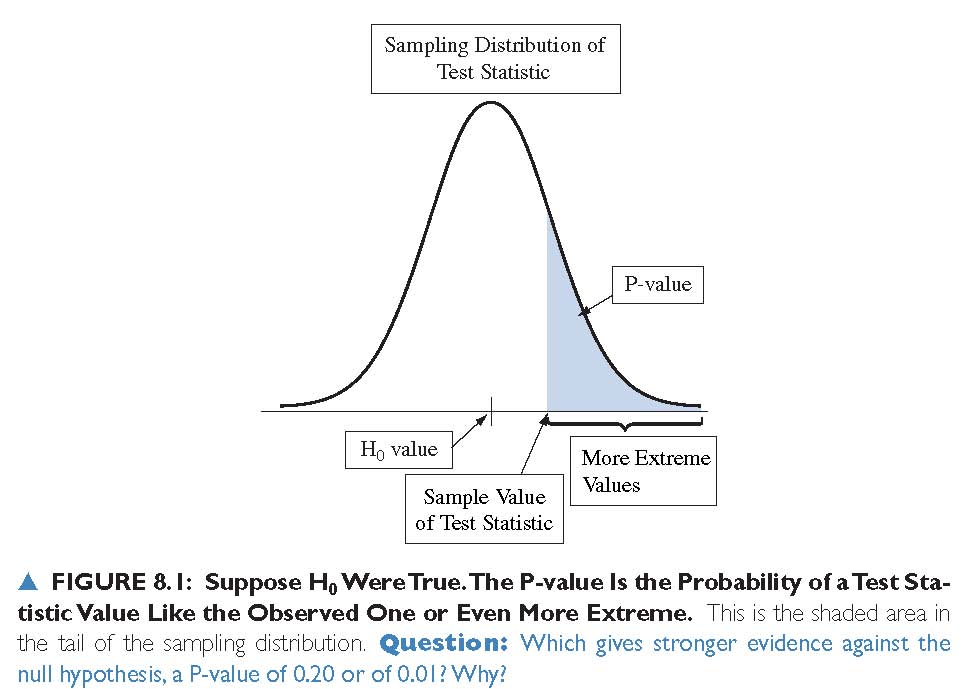 Sampling Distribution of
Test Statistic
P-value
H₀ value
More Extreme
Values
Sample Value
of Test Statistic
▲ FIGURE 8.1: Suppose H₀ Were True. The P-value Is the Probability of a Test Sta-
tistic Value Like the Observed One or Even More Extreme. This is the shaded area in
the tail of the sampling distribution. Question: Which gives stronger evidence against the
null hypothesis, a P-value of 0.20 or of 0.01? Why?